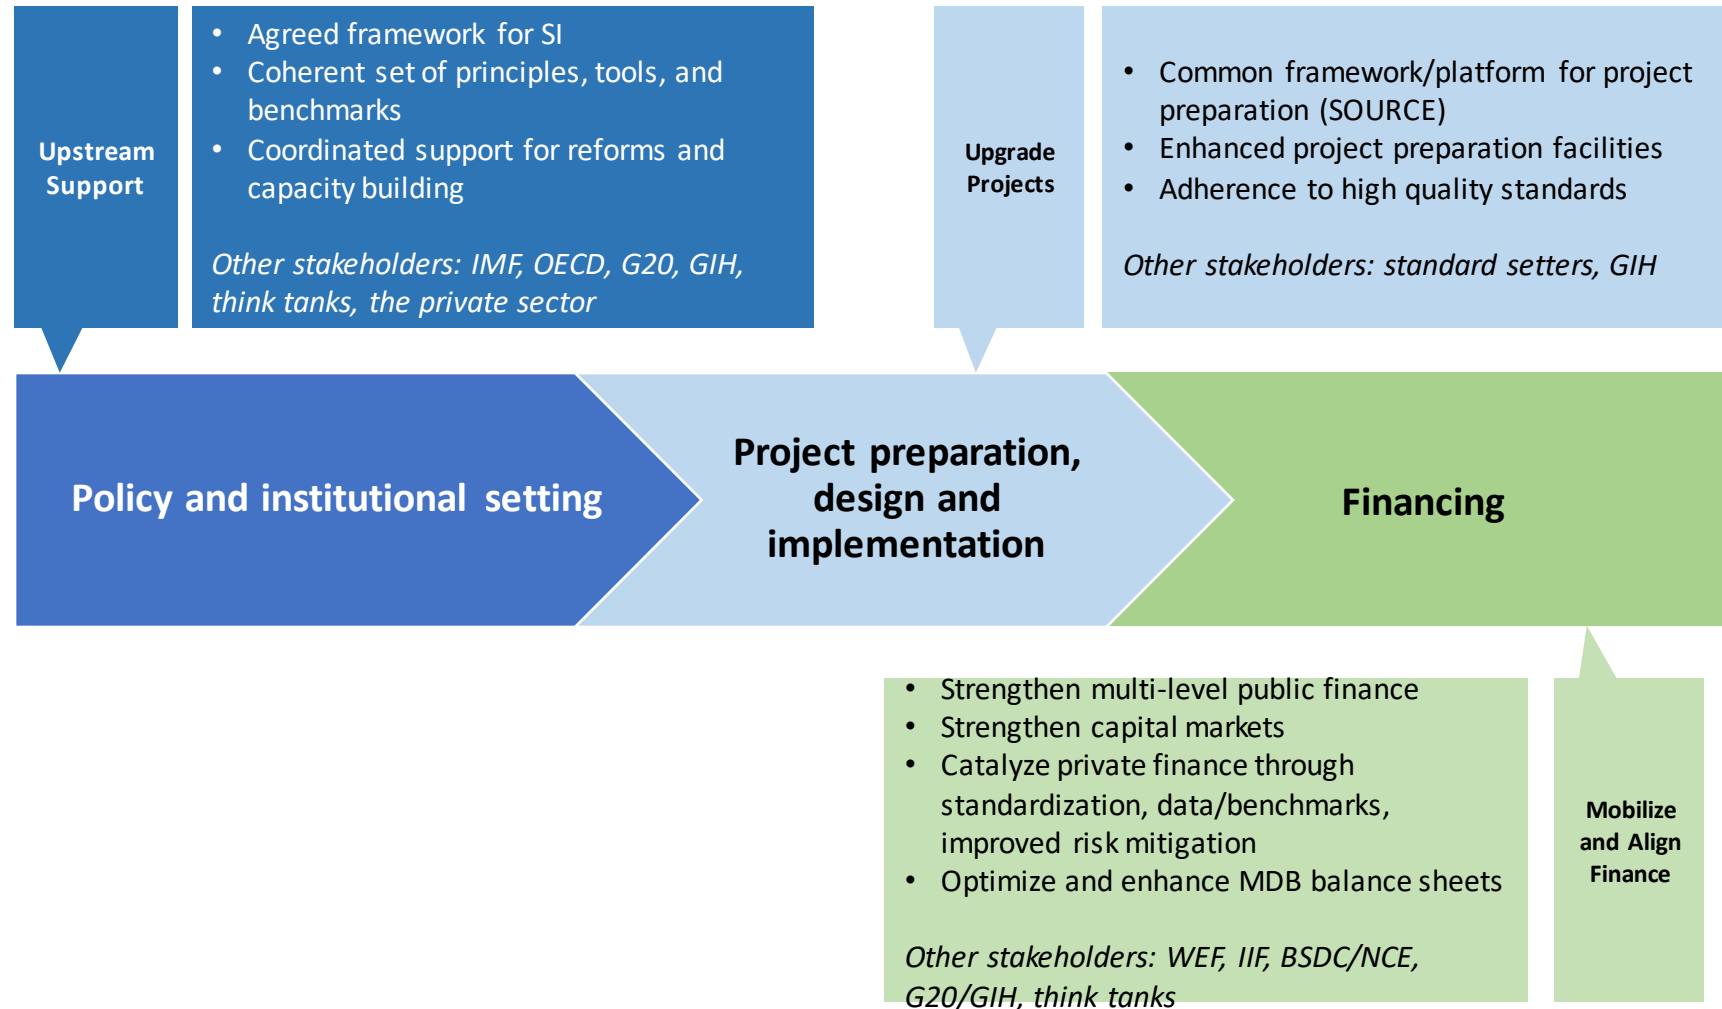 Upstream
Support
• Agreed framework for SI
• Coherent set of principles, tools, and
benchmarks
• Coordinated support for reforms and
capacity building
Other stakeholders: IMF, OECD, G20, GIH,
think tanks, the private sector
Upgrade
Projects
• Common framework/platform for project
preparation (SOURCE)
• Enhanced project preparation facilities
• Adherence to high quality standards
Other stakeholders: standard setters, GIH
Policy and institutional setting
Project preparation,
design and
implementation
Financing
• Strengthen multi-level public finance
• Strengthen capital markets
• Catalyze private finance through
standardization, data/benchmarks,
improved risk mitigation
• Optimize and enhance MDB balance sheets
Other stakeholders: WEF, IIF, BSDC/NCE,
G20/GIH, think tanks
Mobilize
and Align
Finance